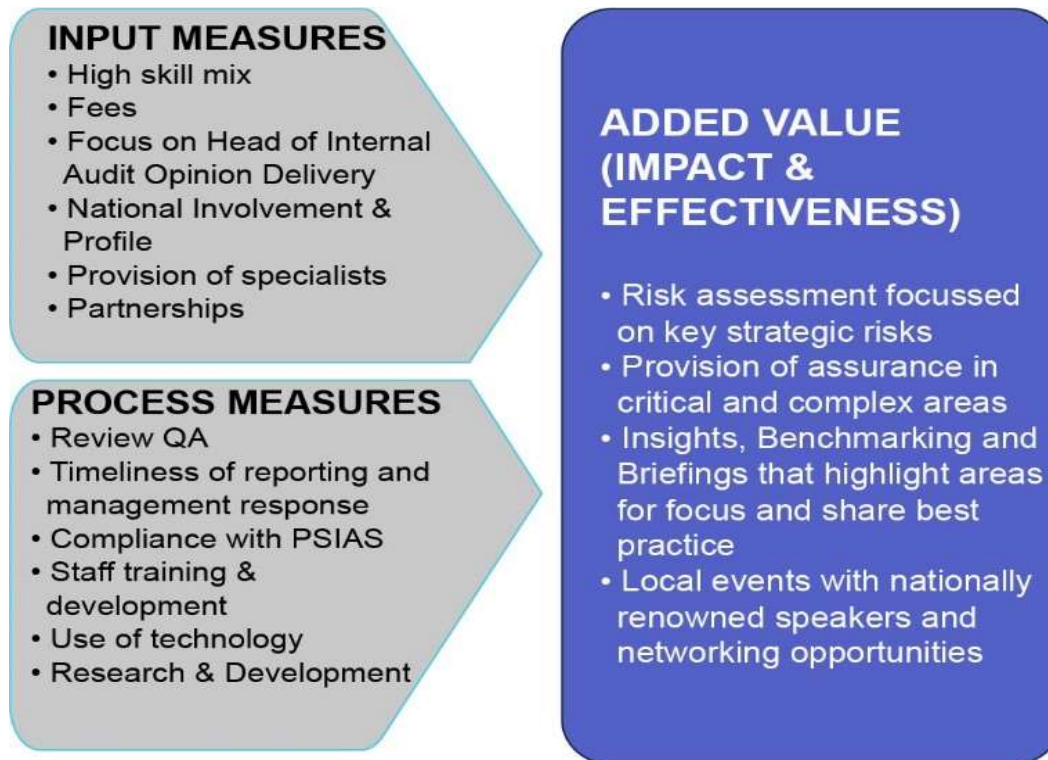 INPUT MEASURES
• High skill mix
• Fees
• Focus on Head of Internal
Audit Opinion Delivery
• National Involvement &
Profile
• Provision of specialists
• Partnerships
PROCESS MEASURES
• Review QA
• Timeliness of reporting and
management response
• Compliance with PSIAS
• Staff training &
development
• Use of technology
• Research & Development
ADDED VALUE
(IMPACT &
EFFECTIVENESS)
• Risk assessment focussed
on key strategic risks
• Provision of assurance in
critical and complex areas
• Insights, Benchmarking and
Briefings that highlight areas
for focus and share best
practice
• Local events with nationally
renowned speakers and
networking opportunities